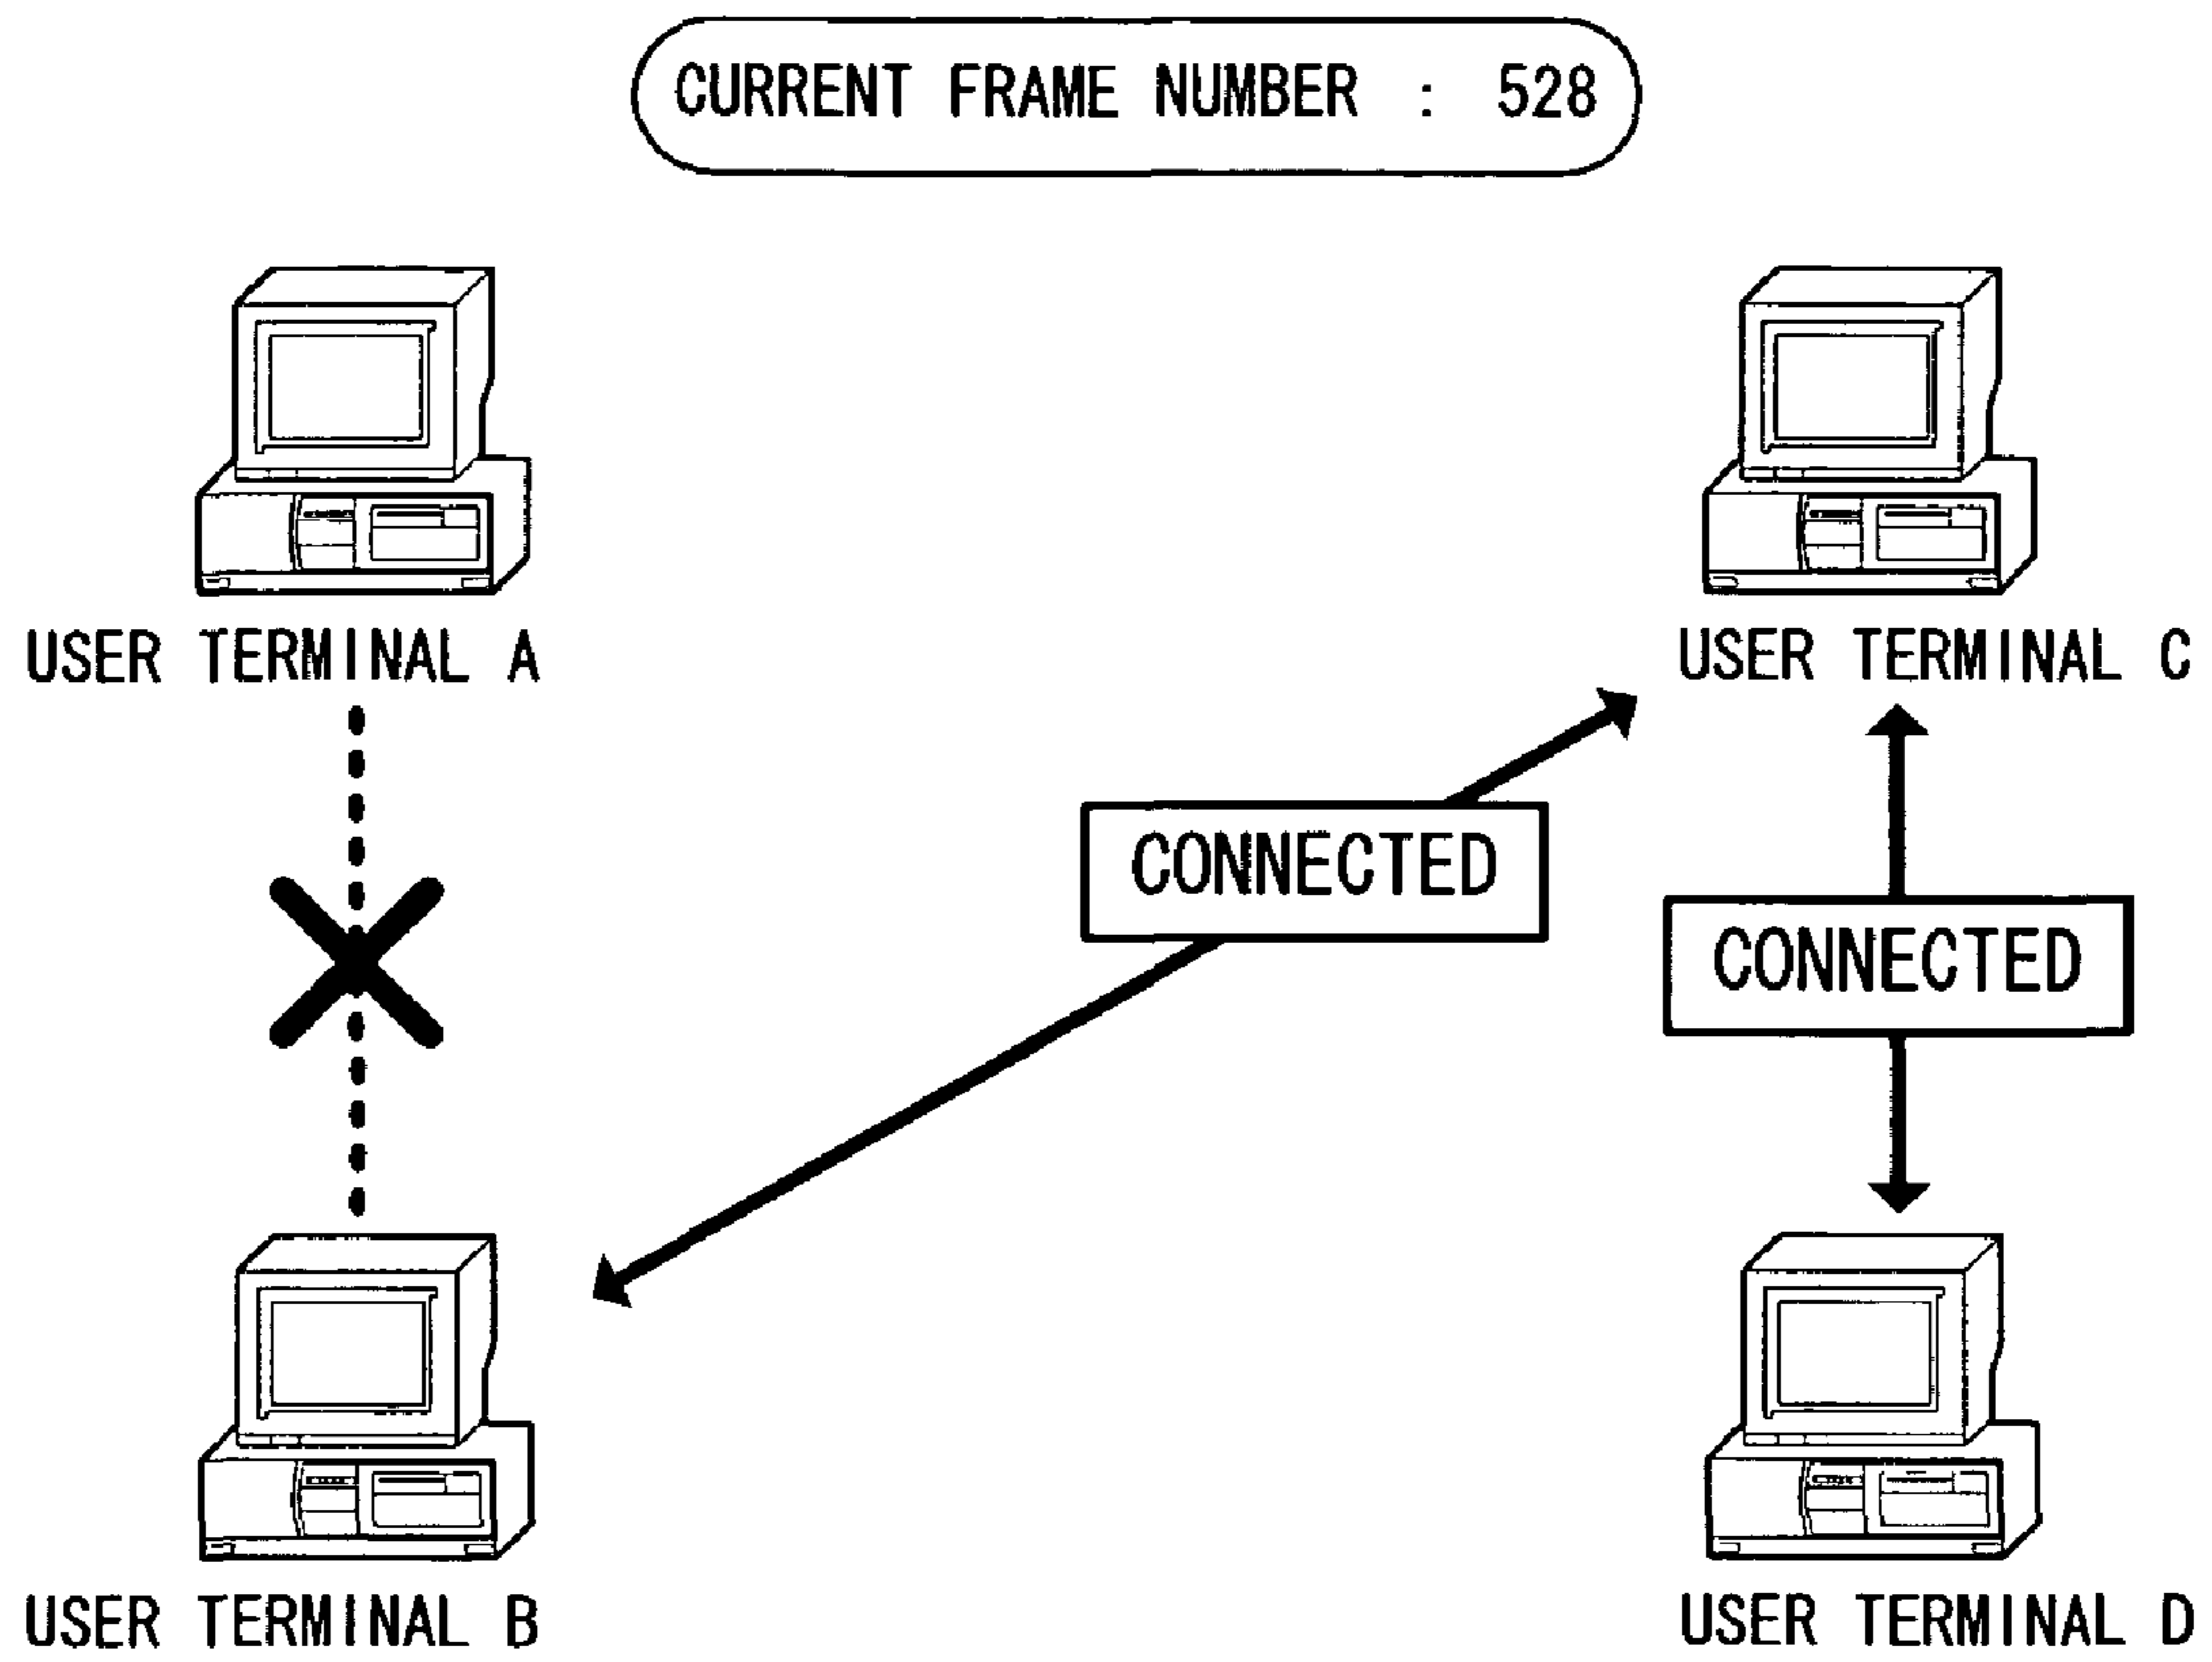 CURRENT FRAME NUMBER : 528
USER TERMINAL A
USER TERMINAL C
CONNECTED
CONNECTED
USER TERMINAL B
USER TERMINAL D